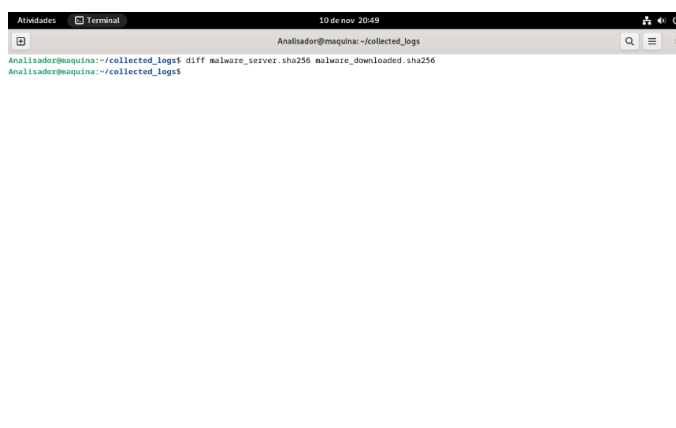 Atividades Terminal 10 de nov 20:49
Analisador@maquina: ~/collected_logs
Analisador@maquina:~/collected_logs$ diff malware_server.sha256 malware_downloaded.sha256
Analisador@maquina:~/collected_logs$